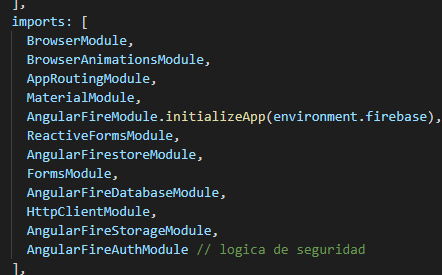 ],
imports: [
BrowserModule,
BrowserAnimationsModule,
AppRoutingModule,
MaterialModule,
AngularFireModule.initializeApp(environment.firebase),
ReactiveFormsModule,
AngularFirestoreModule,
FormsModule,
AngularFireDatabaseModule,
HttpClientModule,
AngularFireStorageModule,
AngularFireAuthModule // logica de seguridad
],